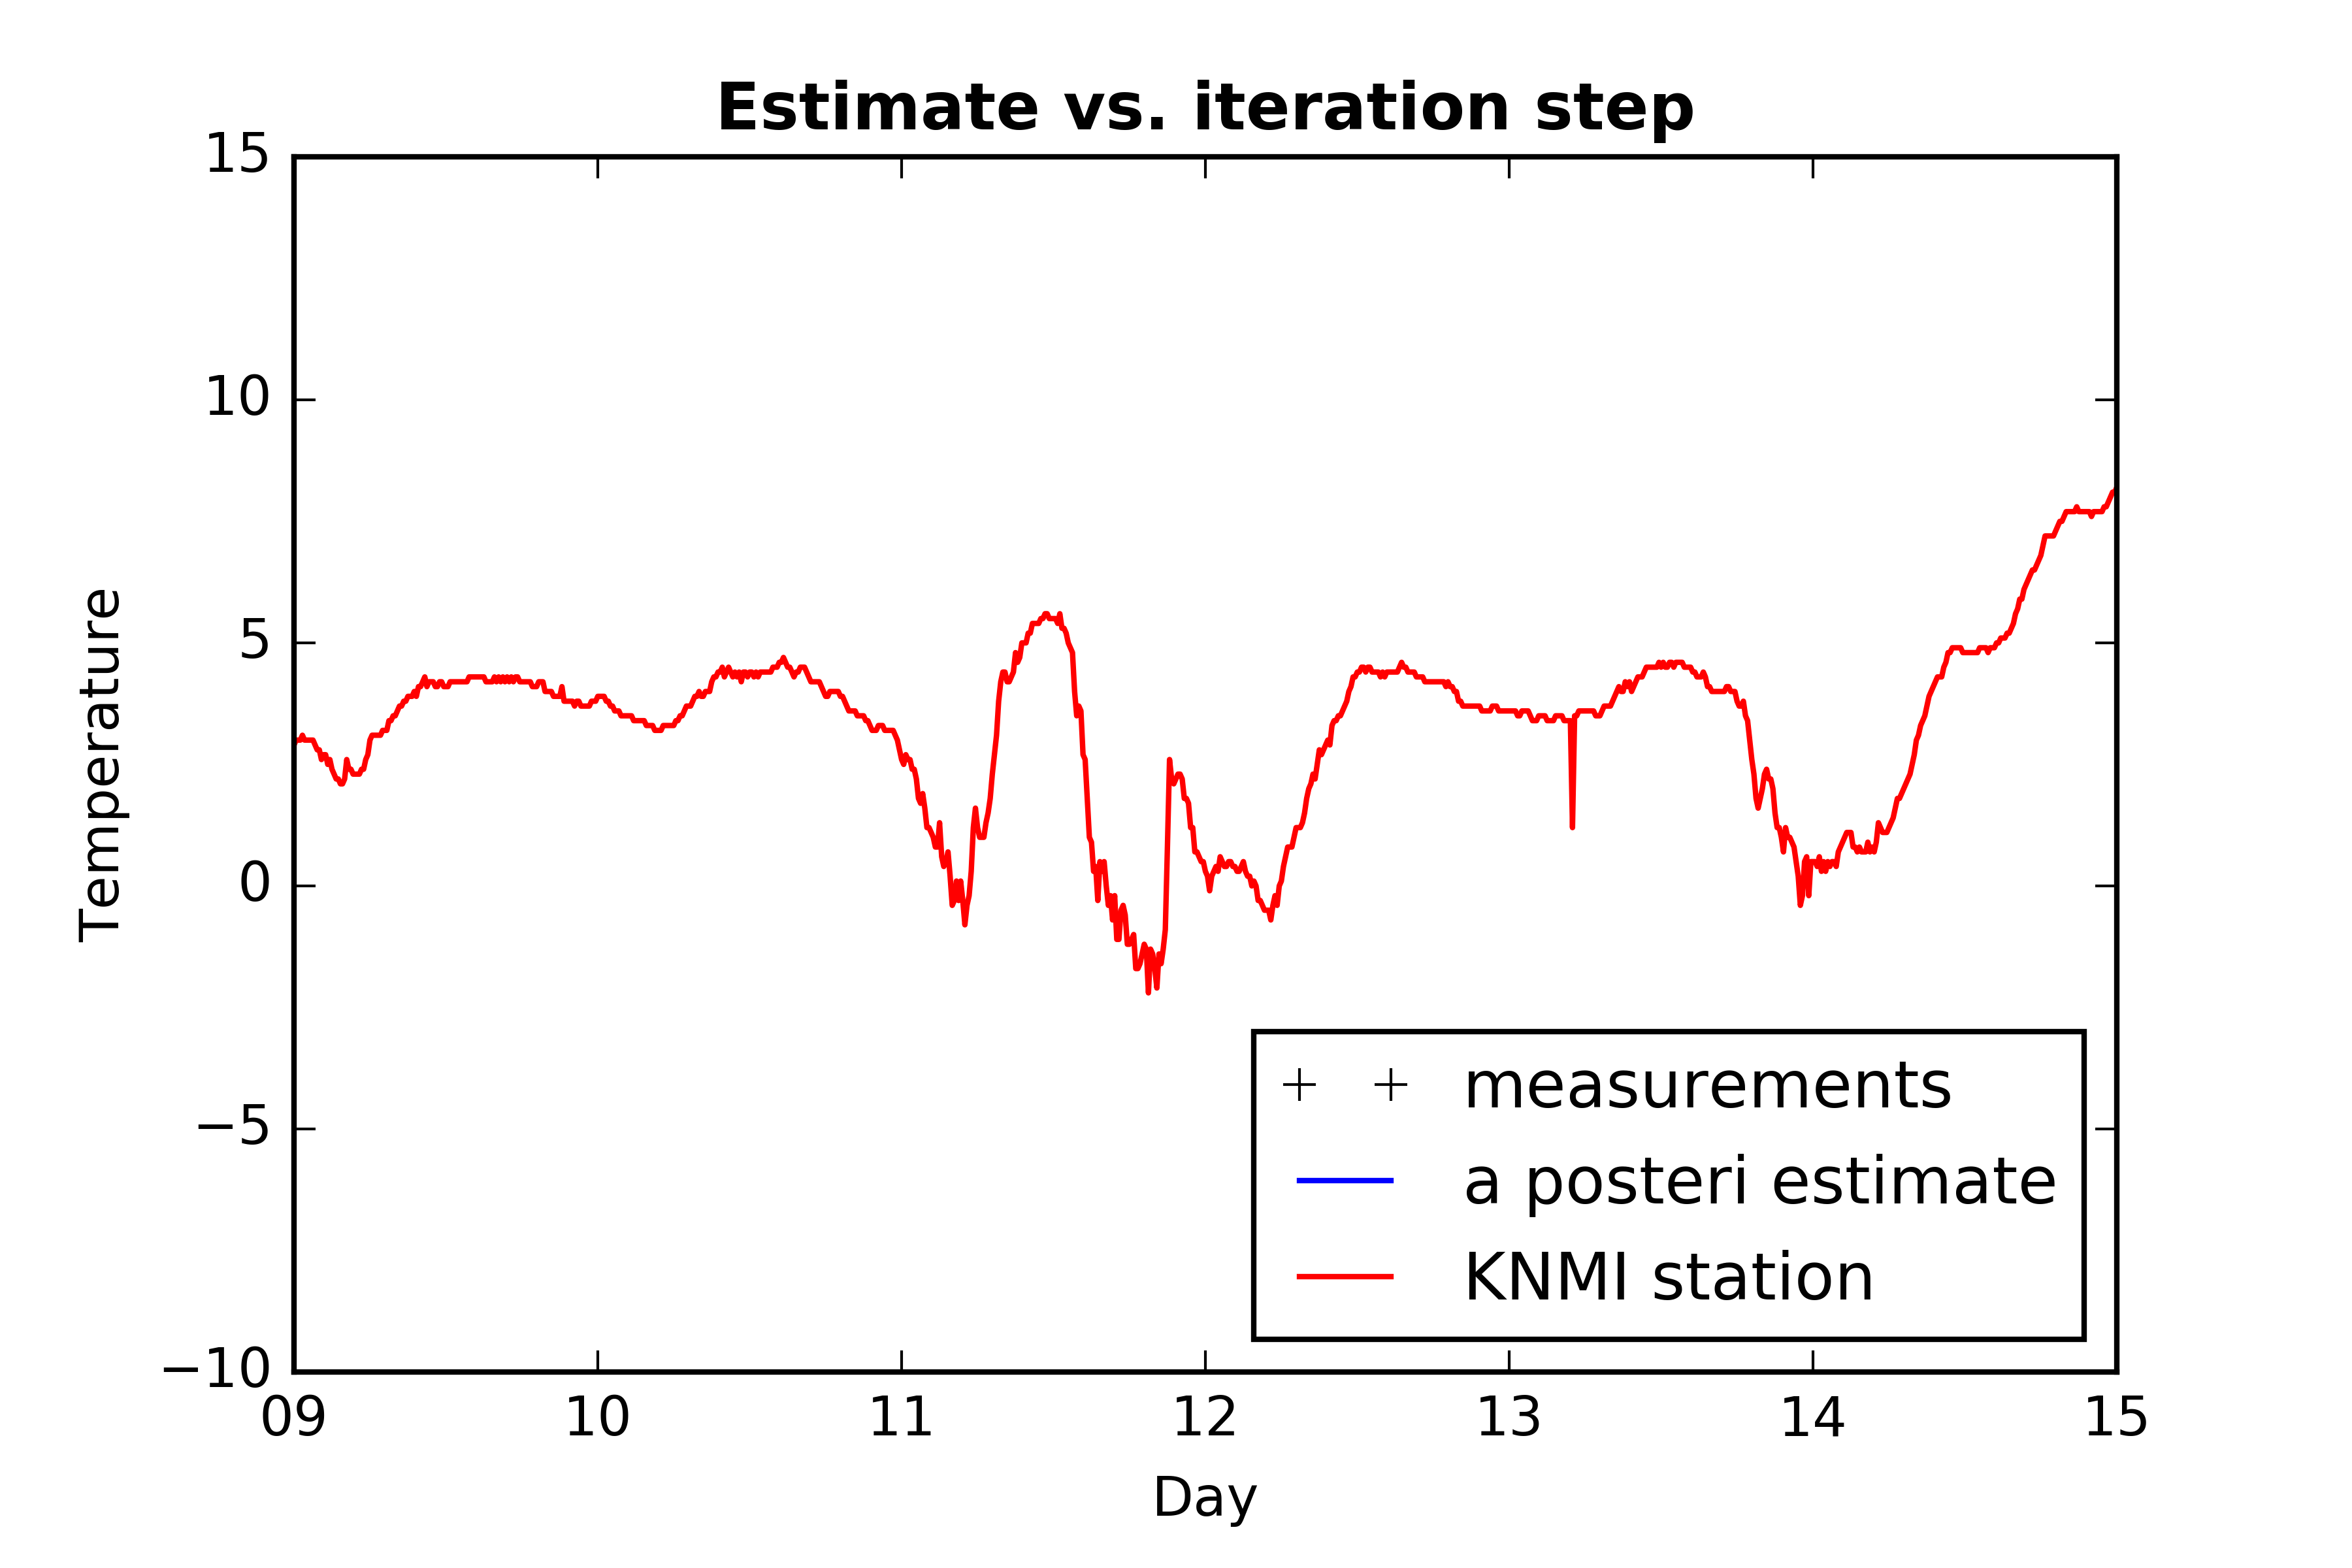 Estimate vs. iteration step
15
10
5
0
−5
−10
Temperature
measurements
a posteri estimate
KNMI station
09 10 11 12 13 14 15
Day